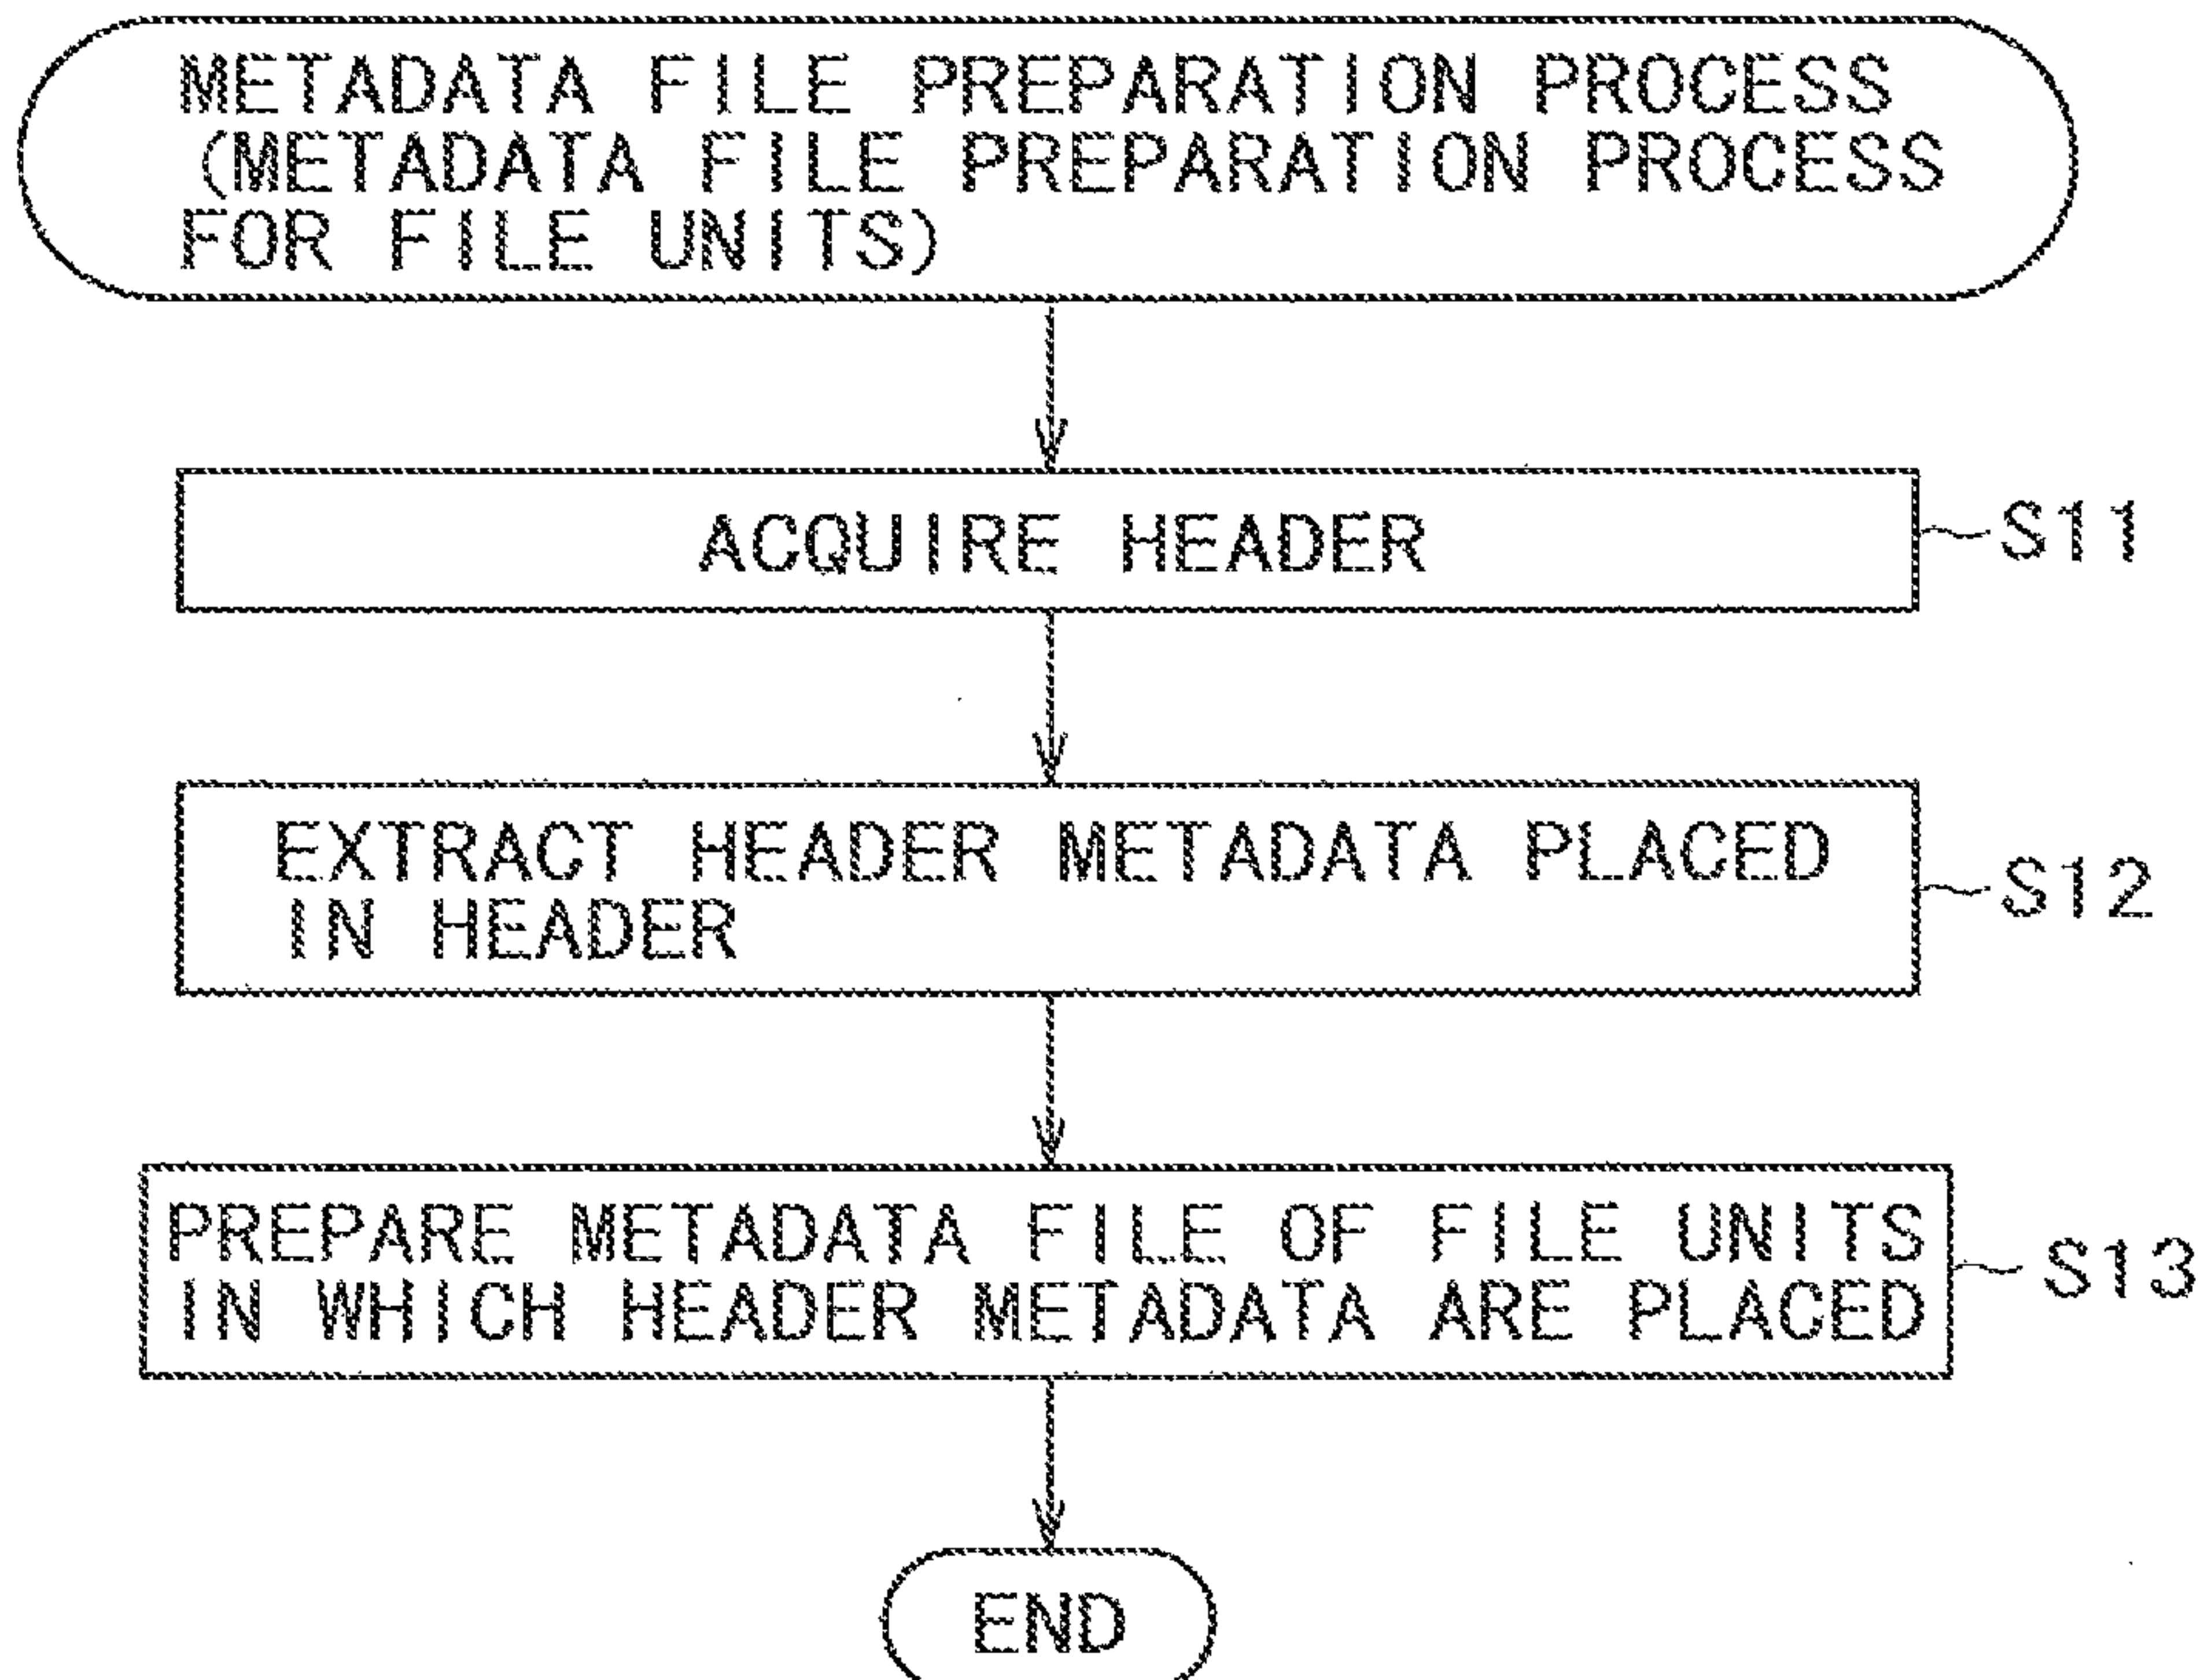 METADATA FILE PREPARATION PROCESS
(METADATA FILE PREPARATION PROCESS
FOR FILE UNITS)
ACQUIRE HEADER
S11
EXTRACT HEADER METADATA PLACED
IN HEADER
S12
PREPARE METADATA FILE OF FILE UNITS
IN WHICH HEADER METADATA ARE PLACED
S13
END